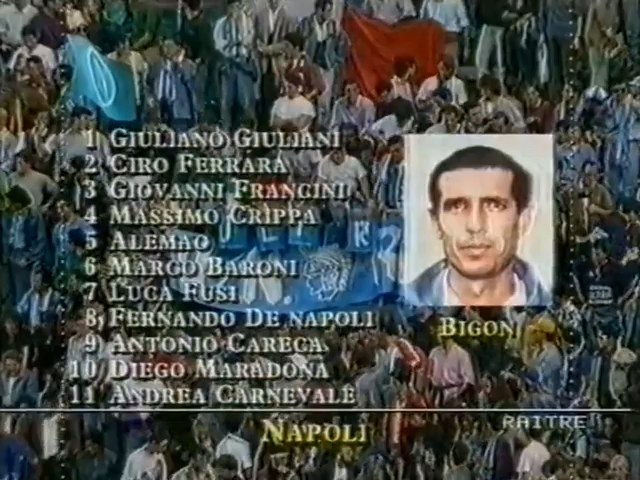 1 GIULIANO GIULIANI
2 CIRO FERRARA
3 GIOVANNI FRANCINI
4 MASSIMO CRIPPA
5 ALEMAO
6 MARCO BARONI
7 LUCA FUSI
8 FERNANDO DE NAPOLI
9 ANTONIO CARECA
10 DIEGO MARADONA
11 ANDREA CARNEVALE
BIGON
RAITRE
NAPOLI